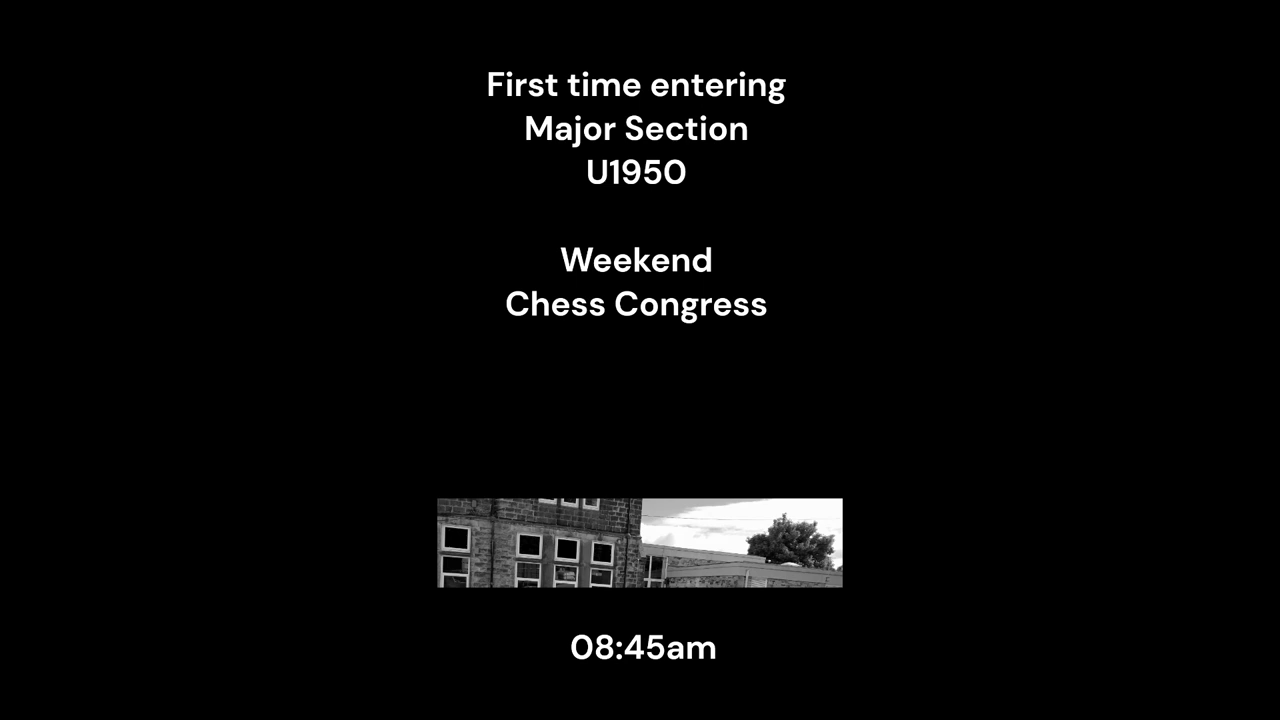 First time entering
Major Section
U1950
Weekend
Chess Congress
08:45am